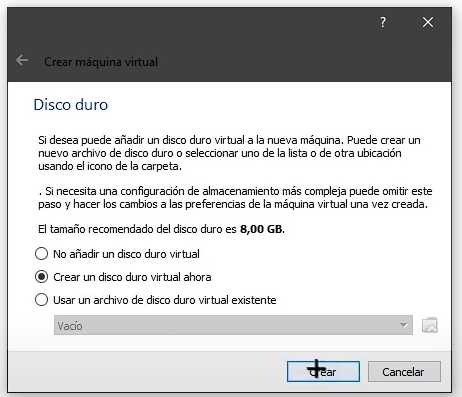 ?
Crear máquina virtual
Disco duro
Si desea puede añadir un disco duro virtual a la nueva máquina. Puede crear un
nuevo archivo de disco duro o seleccionar uno de la lista o de otra ubicación
usando el icono de la carpeta.
. Si necesita una configuración de almacenamiento más compleja puede omitir este
paso y hacer los cambios a las preferencias de la máquina virtual una vez creada.
El tamaño recomendado del disco duro es 8,00 GB.
No añadir un disco duro virtual
Crear un disco duro virtual ahora
Usar un archivo de disco duro virtual existente
Vacío
Crear Cancelar